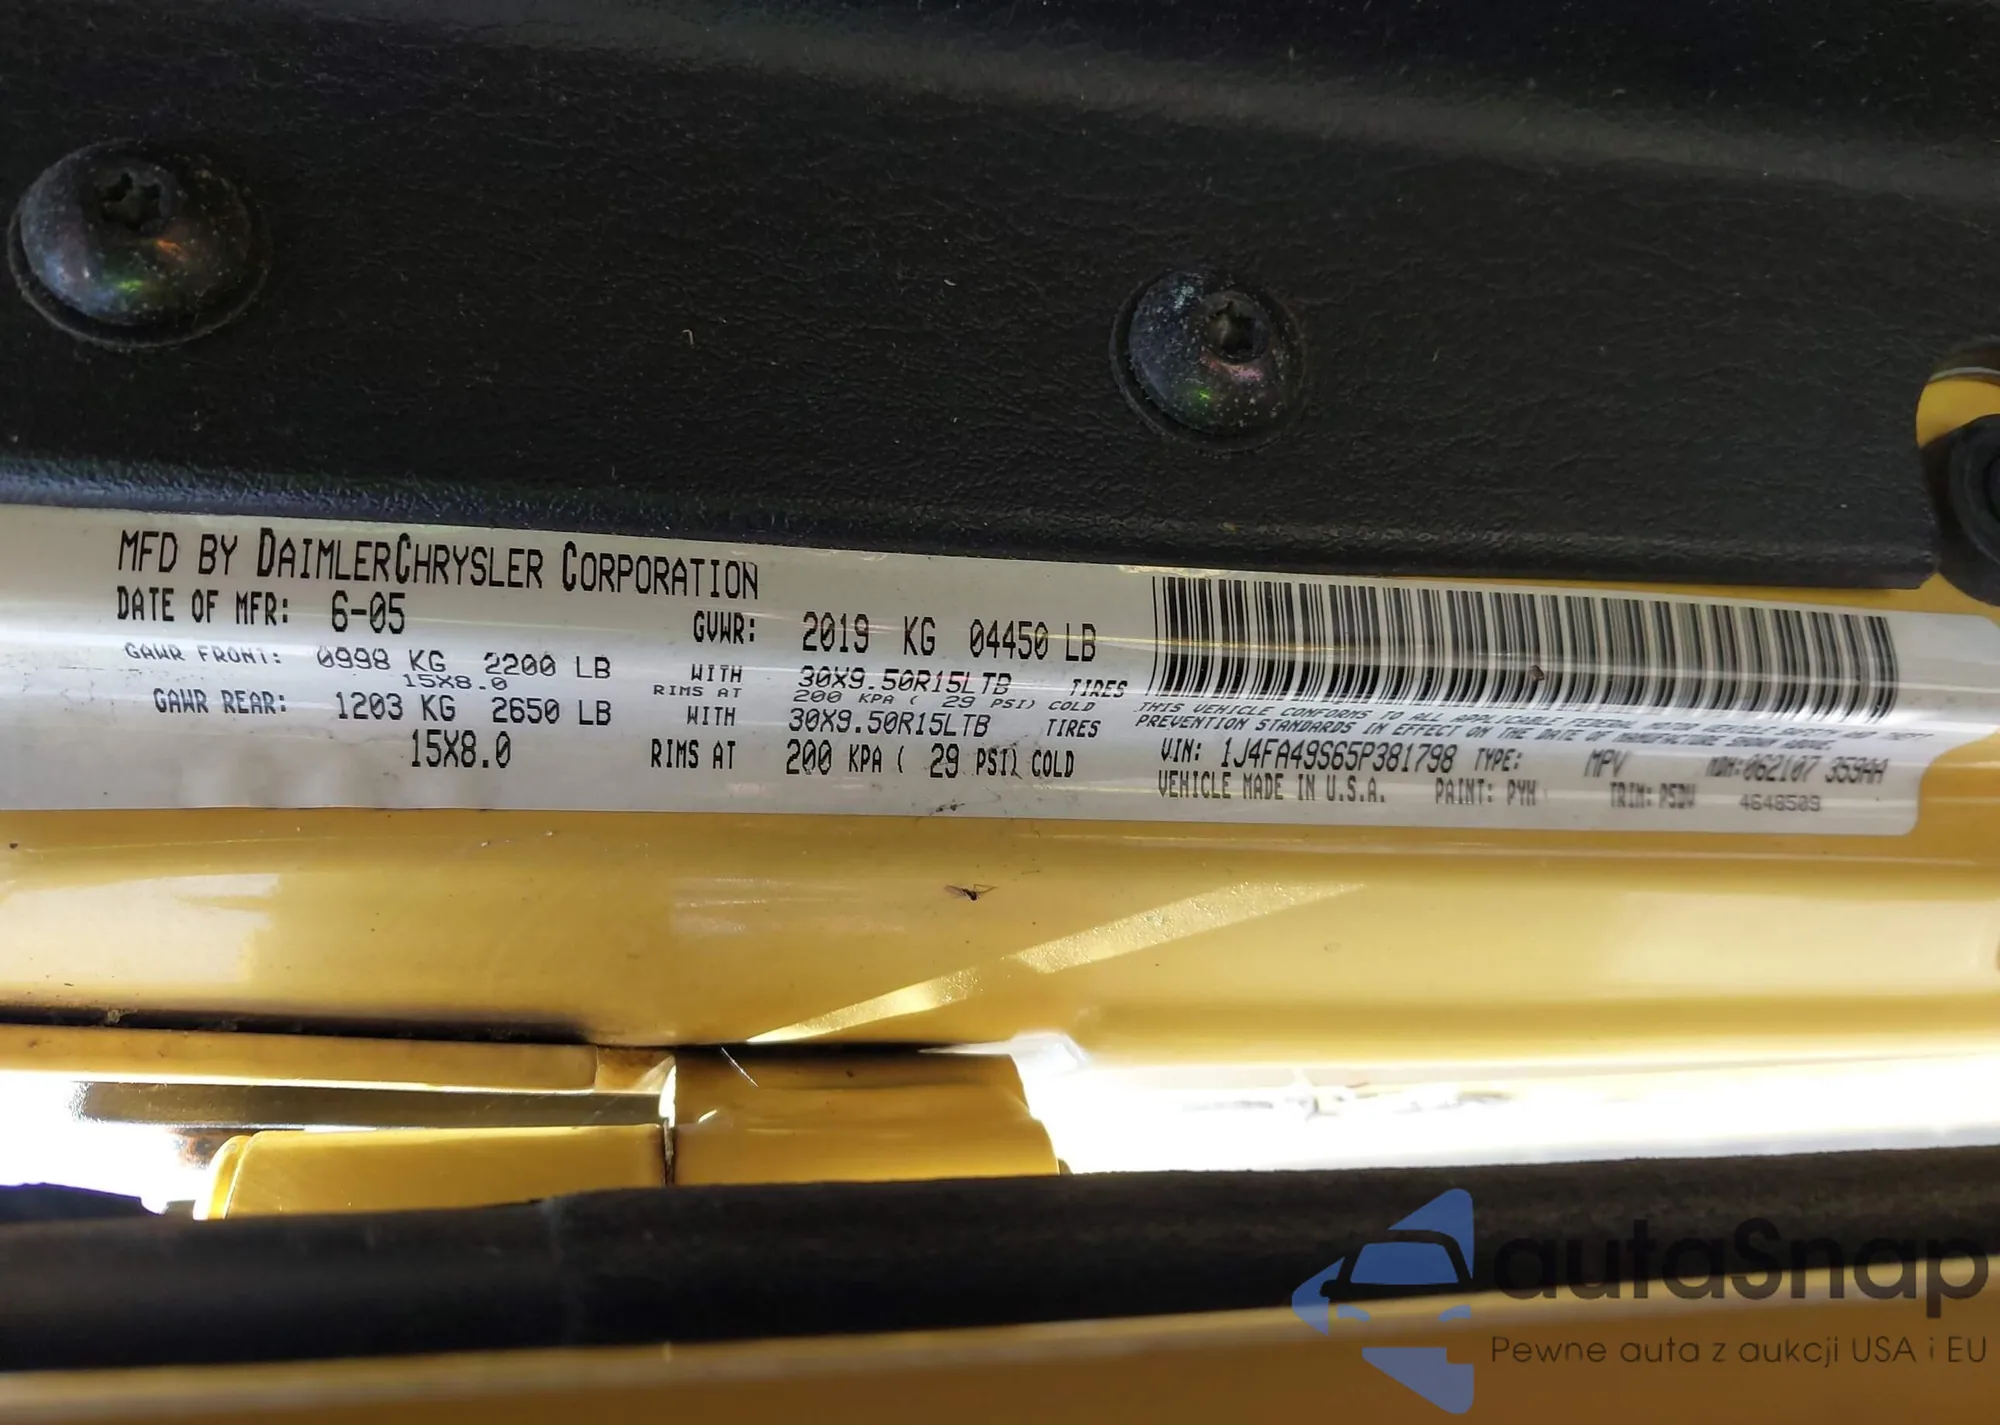 MFD BY DAIMLERCHRYSLER CORPORATION
DATE OF MFR: 6-05 GVWR: 2019 KG 04450 LB
GAWR FRONT: 0998 KG 2200 LB WITH 30X9.50R15LTB TIRES
15X8.0 RIMS AT 200 KPA ( 29 PSI) COLD
GAWR REAR: 1203 KG 2650 LB WITH 30X9.50R15LTB TIRES
15X8.0 RIMS AT 200 KPA ( 29 PSI) COLD
THIS VEHICLE CONFORMS TO ALL APPLICABLE FEDERAL MOTOR VEHICLE SAFETY AND THEFT
PREVENTION STANDARDS IN EFFECT ON THE DATE OF MANUFACTURE SHOWN ABOVE.
VIN: 1J4FA49S65P381798 TYPE: MPV MDH:062107 359AA
VEHICLE MADE IN U.S.A. PAINT: PYH TRIM: P5DV 4648509
autaSnap
Pewne auta z aukcji USA i EU